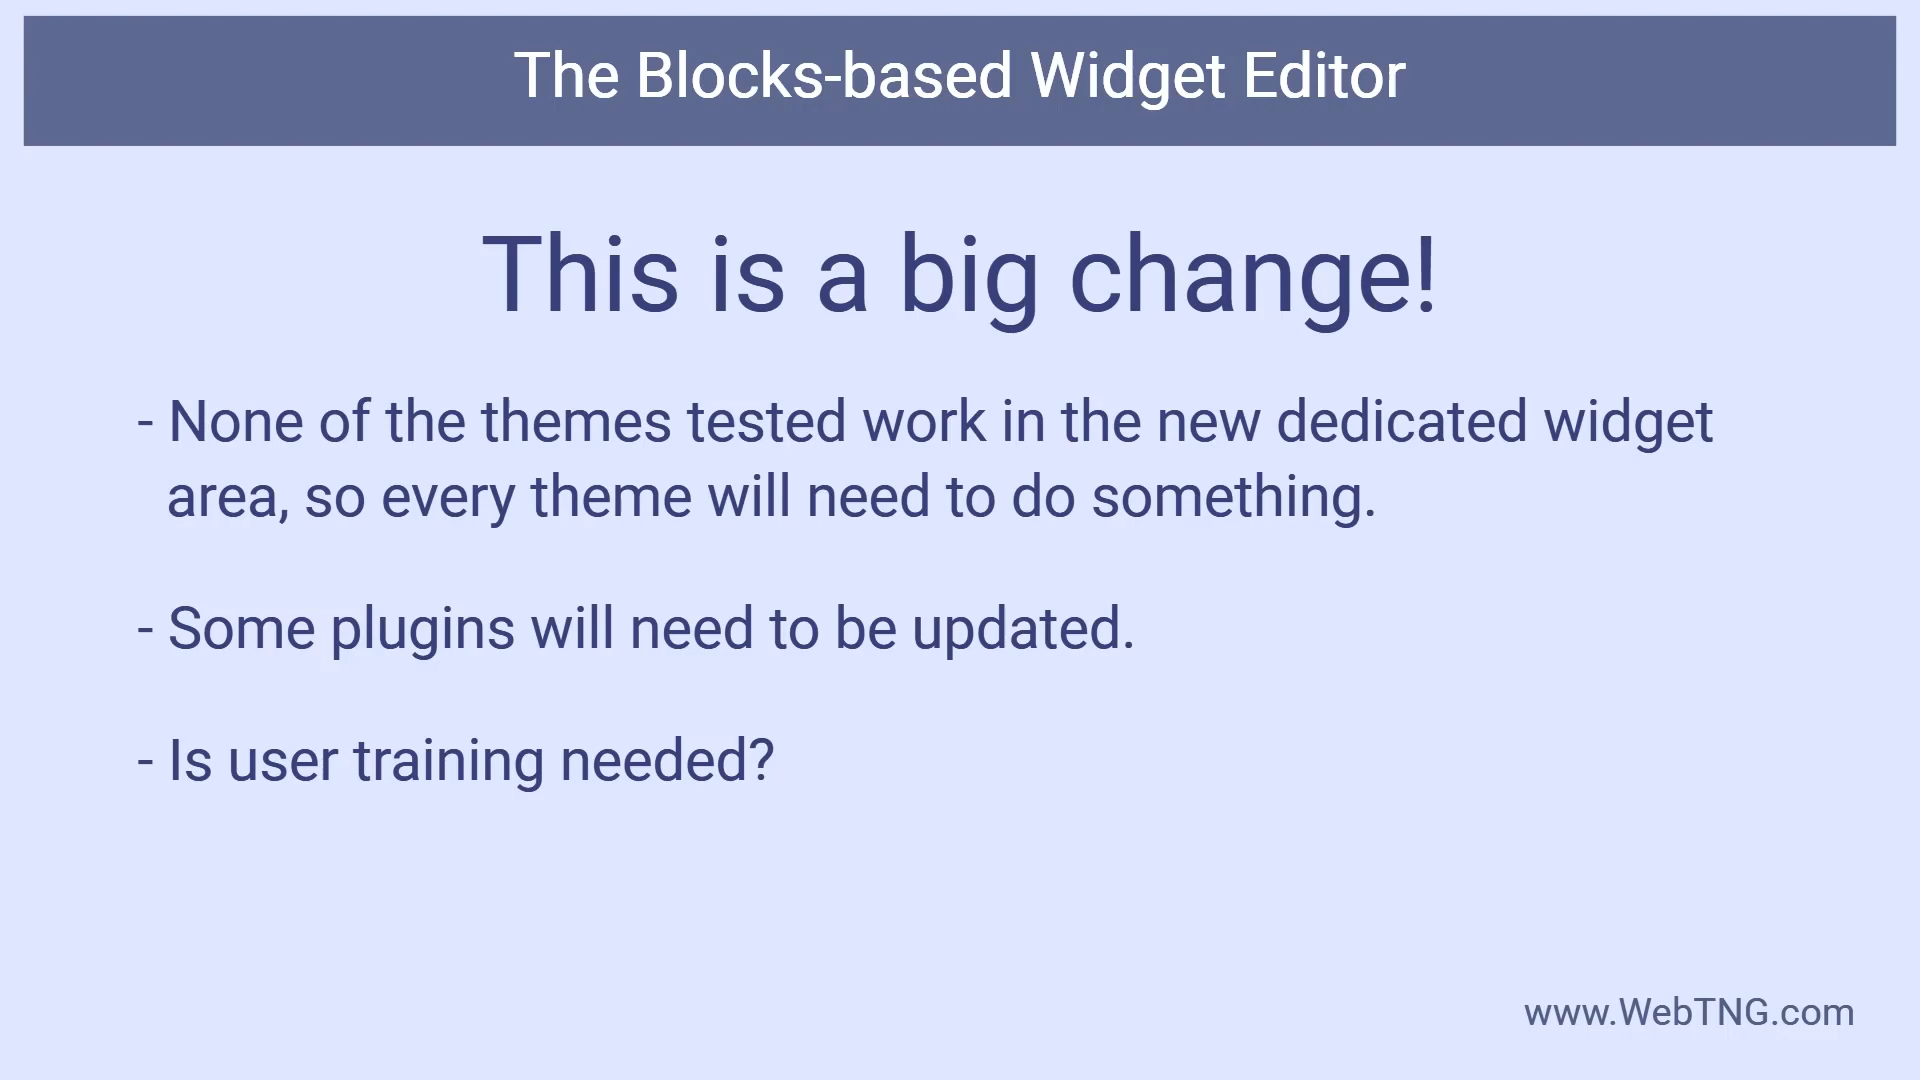 The Blocks-based Widget Editor
This is a big change!
- None of the themes tested work in the new dedicated widget
area, so every theme will need to do something.
- Some plugins will need to be updated.
- Is user training needed?
www.WebTNG.com